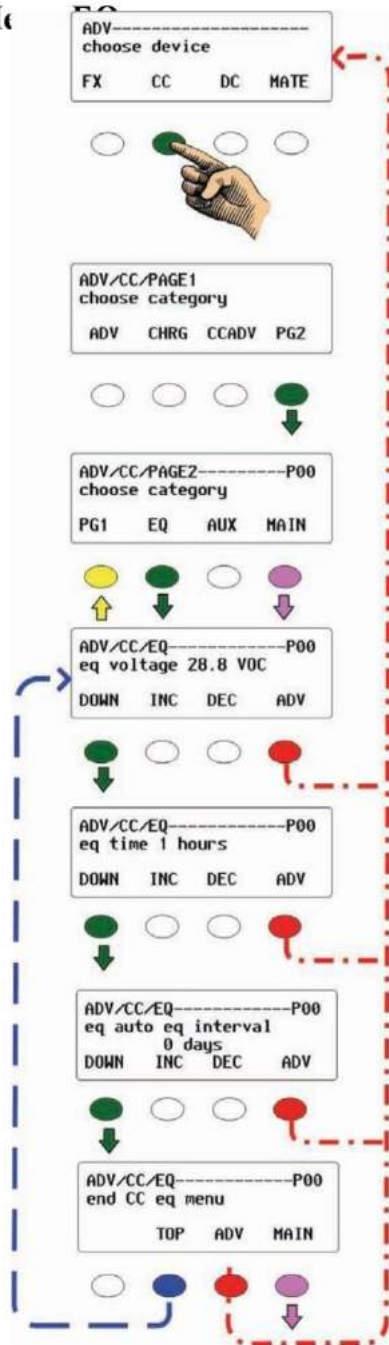 EQ
ADV--------------------
choose device
FX CC DC MATE
ADV/CC/PAGE1
choose category
ADV CHRG CCADV PG2
ADV/CC/PAGE2---------P00
choose category
PG1 EQ AUX MAIN
ADV/CC/EQ------------P00
eq voltage 28.8 VOC
DOWN INC DEC ADV
ADV/CC/EQ------------P00
eq time 1 hours
DOWN INC DEC ADV
ADV/CC/EQ------------P00
eq auto eq interval
0 days
DOWN INC DEC ADV
ADV/CC/EQ------------P00
end CC eq menu
TOP ADV MAIN